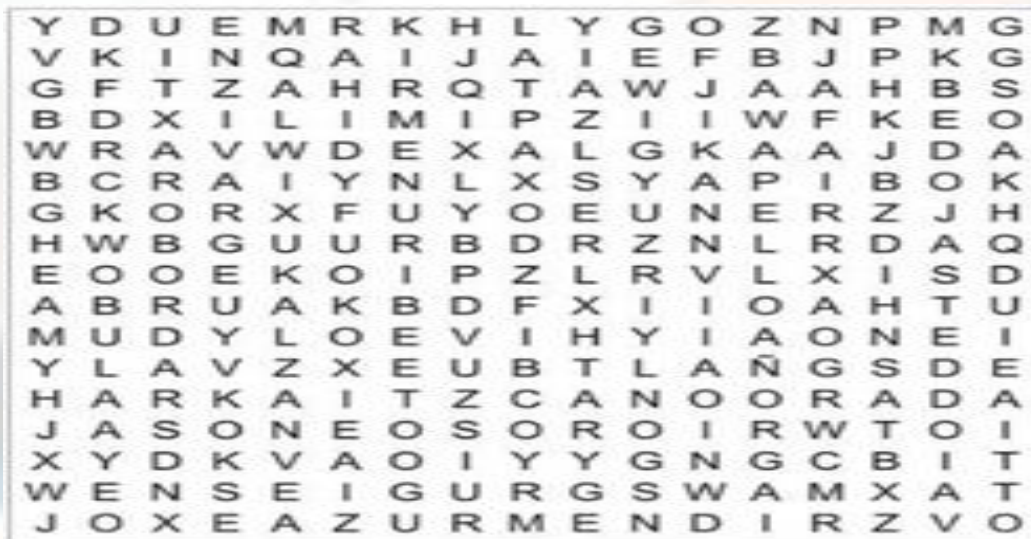 Y D U E M R K H L Y G O Z N P M G
V K I N Q A I J A I E F B J P K G
G F T Z A H R Q T A W J A A H B S
B D X I L I M I P Z I I W F K E O
W R A V W D E X A L G K A A J D A
B C R A I Y N L X S Y A P I B O K
G K O R X F U Y O E U N E R Z J H
H W B G U U R B D R Z N L R D A Q
E O O E K O I P Z L R V L X I S D
A B R U A K B D F X I I O A H T U
M U D Y L O E V I H Y I A O N E I
Y L A V Z X E U B T L A Ñ G S D E
H A R K A I T Z C A N O O R A D A
J A S O N E O S O R O I R W T O I
X Y D K V A O I Y Y G N G C B I T
W E N S E I G U R G S W A M X A T
J O X E A Z U R M E N D I R Z V O